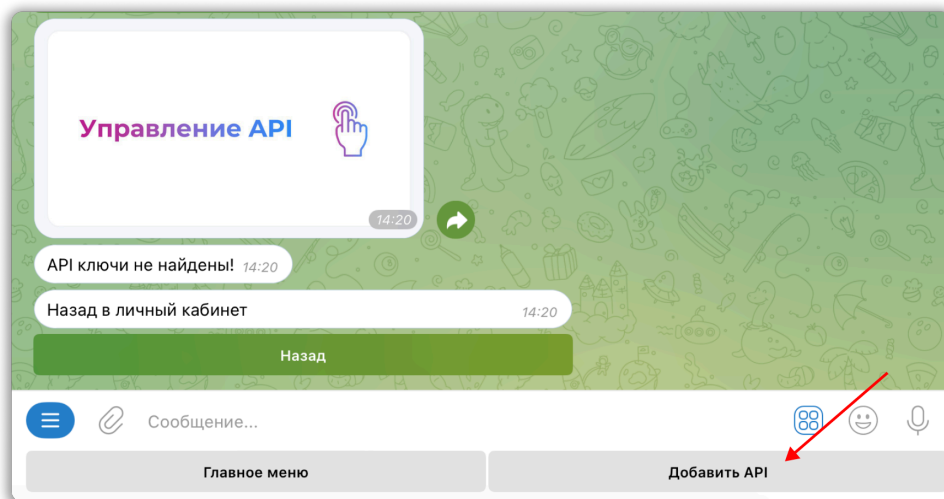 Управление API
14:20
API ключи не найдены! 14:20
Назад в личный кабинет 14:20
Назад
Сообщение...
Главное меню Добавить API